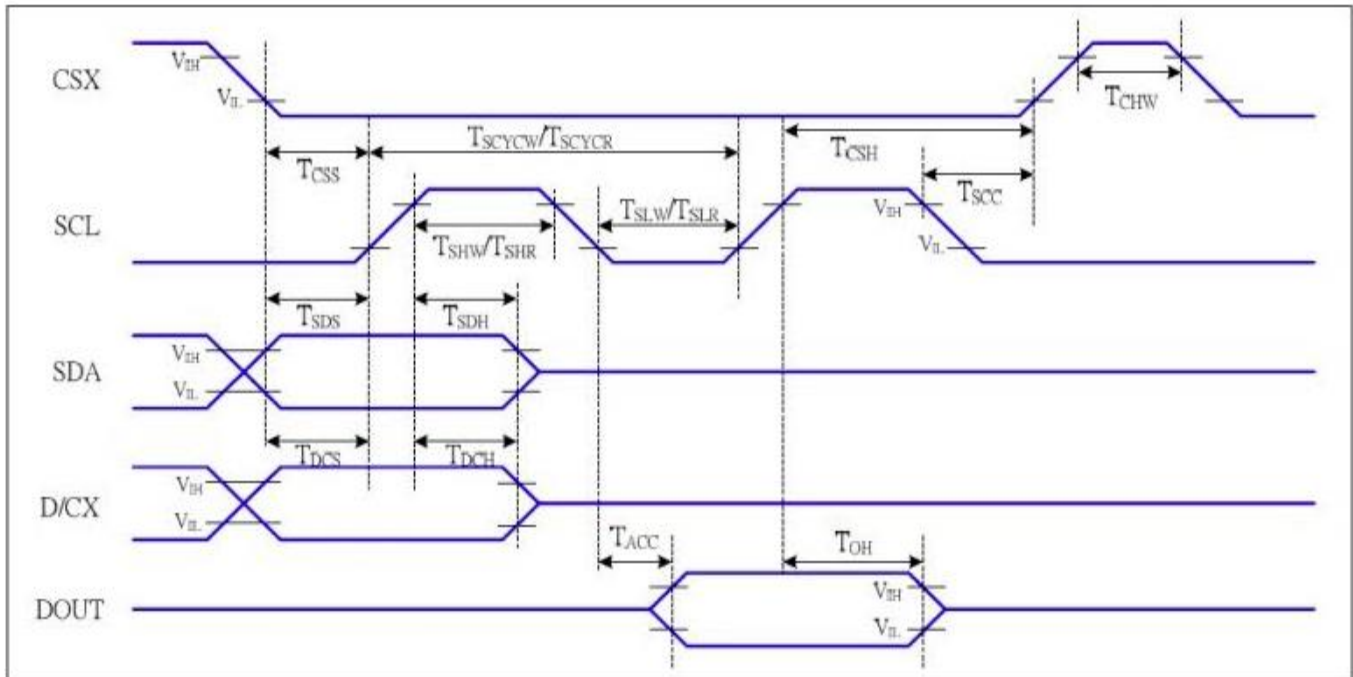 CSX
VIH
VIL
TCHW
TSCYCW/TSCYCR
TCSH
TCSS
TSCC
SCL
TSLW/TSLR
VIH
TSHW/TSHR
VIL
TSDS
TSDH
SDA
VIH
VIL
TDCS
TDCH
D/CX
VIH
VIL
TACC
TOH
DOUT
VIH
VIL